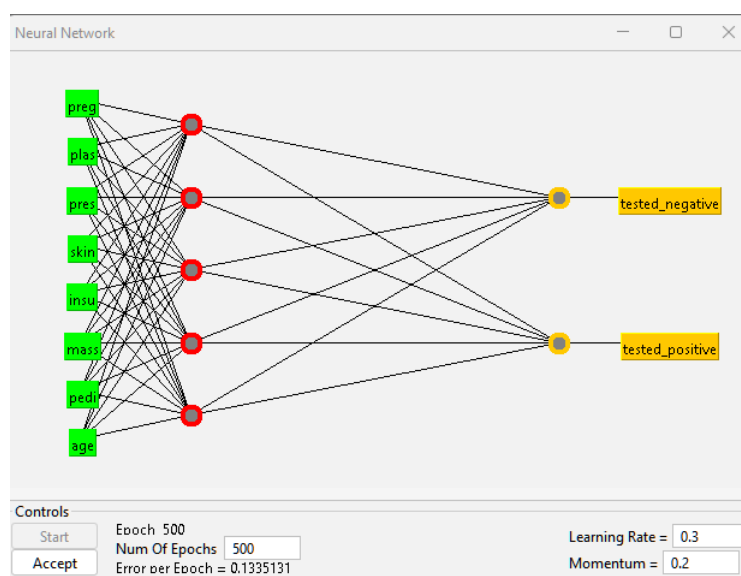 Neural Network
preg
plas
pres
skin
insu
mass
pedi
age
tested_negative
tested_positive
Controls
Start
Accept
Epoch 500
Num Of Epochs 500
Error per Epoch = 0.1335131
Learning Rate = 0.3
Momentum = 0.2